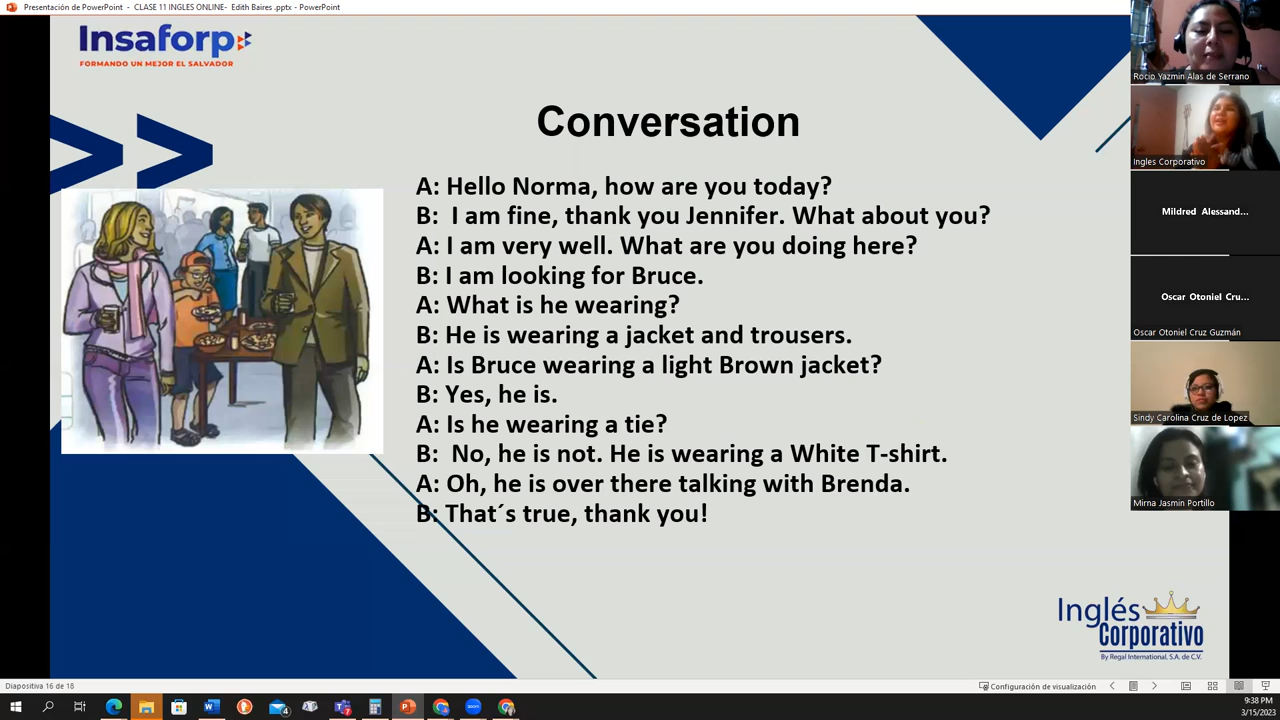 Presentación de PowerPoint - CLASE 11 INGLES ONLINE- Edith Baires .pptx - PowerPoint
Insaforp
FORMANDO UN MEJOR EL SALVADOR
Conversation
A: Hello Norma, how are you today?
B: I am fine, thank you Jennifer. What about you?
A: I am very well. What are you doing here?
B: I am looking for Bruce.
A: What is he wearing?
B: He is wearing a jacket and trousers.
A: Is Bruce wearing a light Brown jacket?
B: Yes, he is.
A: Is he wearing a tie?
B: No, he is not. He is wearing a White T-shirt.
A: Oh, he is over there talking with Brenda.
B: That´s true, thank you!
Inglés
Corporativo
By Regal International, S.A. de C.V.
Rocio Yazmin Alas de Serrano
Ingles Corporativo
Mildred Alessand...
Oscar Otoniel Cru...
Oscar Otoniel Cruz Guzmán
Sindy Carolina Cruz de Lopez
Mirna Jasmin Portillo
Diapositiva 16 de 18
Configuración de visualización
9:38 PM
3/15/2023